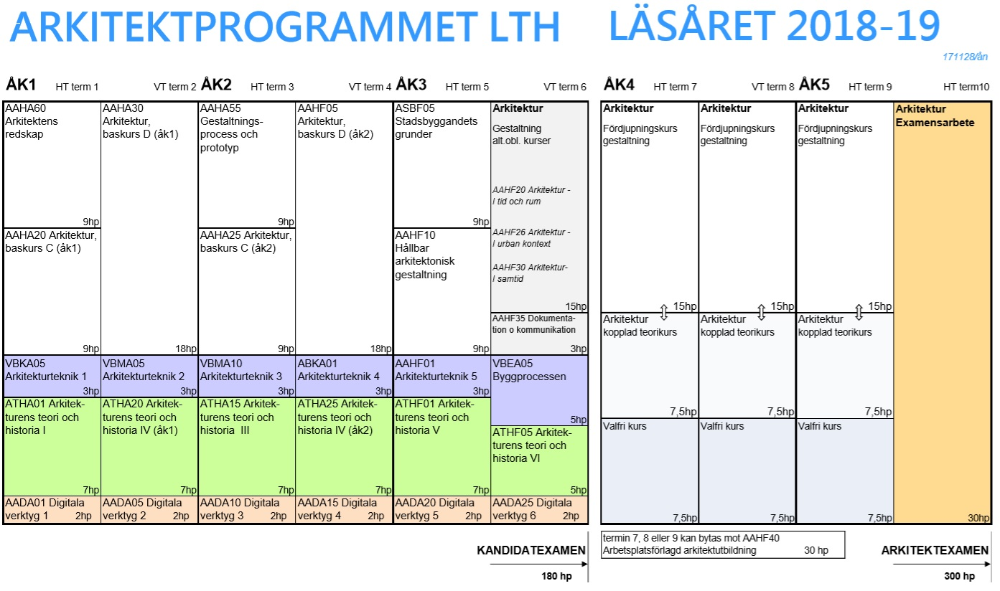 ARKITEKTPROGRAMMET LTH LÄSÅRET 2018-19
171128/ån
ÅK1 HT term 1 VT term 2 ÅK2 HT term 3 VT term 4 ÅK3 HT term 5 VT term 6 ÅK4 HT term 7 VT term 8 ÅK5 HT term 9 HT term10
AAHA60
Arkitektens
redskap
9hp
AAHA20 Arkitektur,
baskurs C (åk1)
9hp
VBKA05
Arkitekturteknik 1
3hp
ATHA01 Arkitek-
turens teori och
historia I
7hp
AADA01 Digitala
verktyg 1 2hp
AAHA30
Arkitektur,
baskurs D (åk1)
18hp
VBMA05
Arkitekturteknik 2
3hp
ATHA20 Arkitek-
turens teori och
historia IV (åk1)
7hp
AADA05 Digitala
verktyg 2 2hp
AAHA55
Gestaltnings-
process och
prototyp
9hp
AAHA25 Arkitektur,
baskurs C (åk2)
9hp
VBMA10
Arkitekturteknik 3
3hp
ATHA15 Arkitek-
turens teori och
historia III
7hp
AADA10 Digitala
verktyg 3 2hp
AAHF05
Arkitektur,
baskurs D (åk2)
18hp
ABKA01
Arkitekturteknik 4
3hp
ATHA25 Arkitek-
turens teori och
historia IV (åk2)
7hp
AADA15 Digitala
verktyg 4 2hp
ASBF05
Stadsbyggandets
grunder
9hp
AAHF10
Hållbar
arkitektonisk
gestaltning
9hp
AAHF01
Arkitekturteknik 5
3hp
ATHF01 Arkitek-
turens teori och
historia V
7hp
AADA20 Digitala
verktyg 5 2hp
Arkitektur
Gestaltning
alt.obl. kurser
AAHF20 Arkitektur -
I tid och rum
AAHF26 Arkitektur -
I urban kontext
AAHF30 Arkitektur-
I samtid
15hp
AAHF35 Dokumenta-
tion o kommunikation
3hp
VBEA05
Byggprocessen
5hp
ATHF05 Arkitek-
turens teori och
historia VI
5hp
AADA25 Digitala
verktyg 6 2hp
Arkitektur
Fördjupningskurs
gestaltning
15hp
Arkitektur
kopplad teorikurs
7,5hp
Valfri kurs
7,5hp
Arkitektur
Fördjupningskurs
gestaltning
15hp
Arkitektur
kopplad teorikurs
7,5hp
Valfri kurs
7,5hp
Arkitektur
Fördjupningskurs
gestaltning
15hp
Arkitektur
kopplad teorikurs
7,5hp
Valfri kurs
7,5hp
Arkitektur
Examensarbete
30hp
KANDIDATEXAMEN
180 hp
termin 7, 8 eller 9 kan bytas mot AAHF40
Arbetsplatsförlagd arkitektutbildning 30 hp
ARKITEKTEXAMEN
300 hp